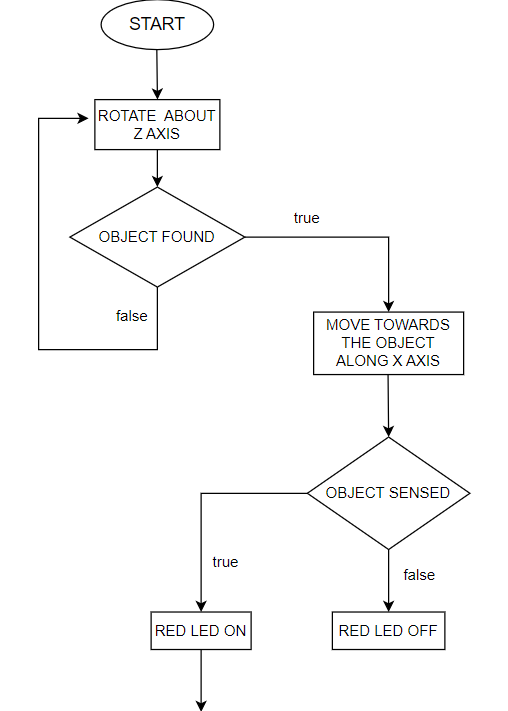 START
ROTATE ABOUT
Z AXIS
OBJECT FOUND
true
false
MOVE TOWARDS
THE OBJECT
ALONG X AXIS
OBJECT SENSED
true
false
RED LED ON
RED LED OFF